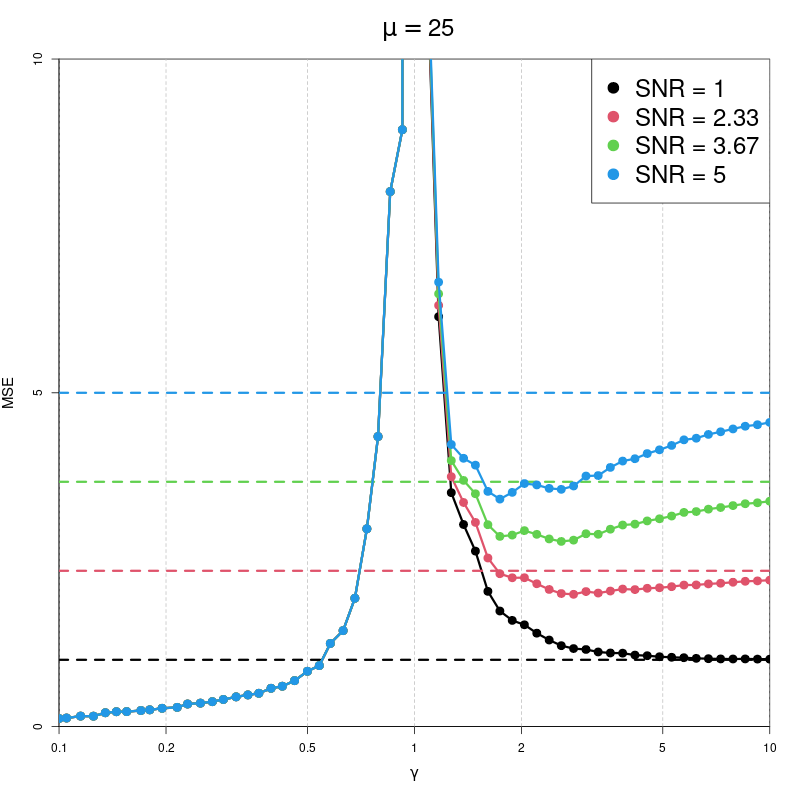 μ = 25
10
SNR = 1
SNR = 2.33
SNR = 3.67
SNR = 5
MSE
5
0
0.1 0.2 0.5 1 2 5 10
γ